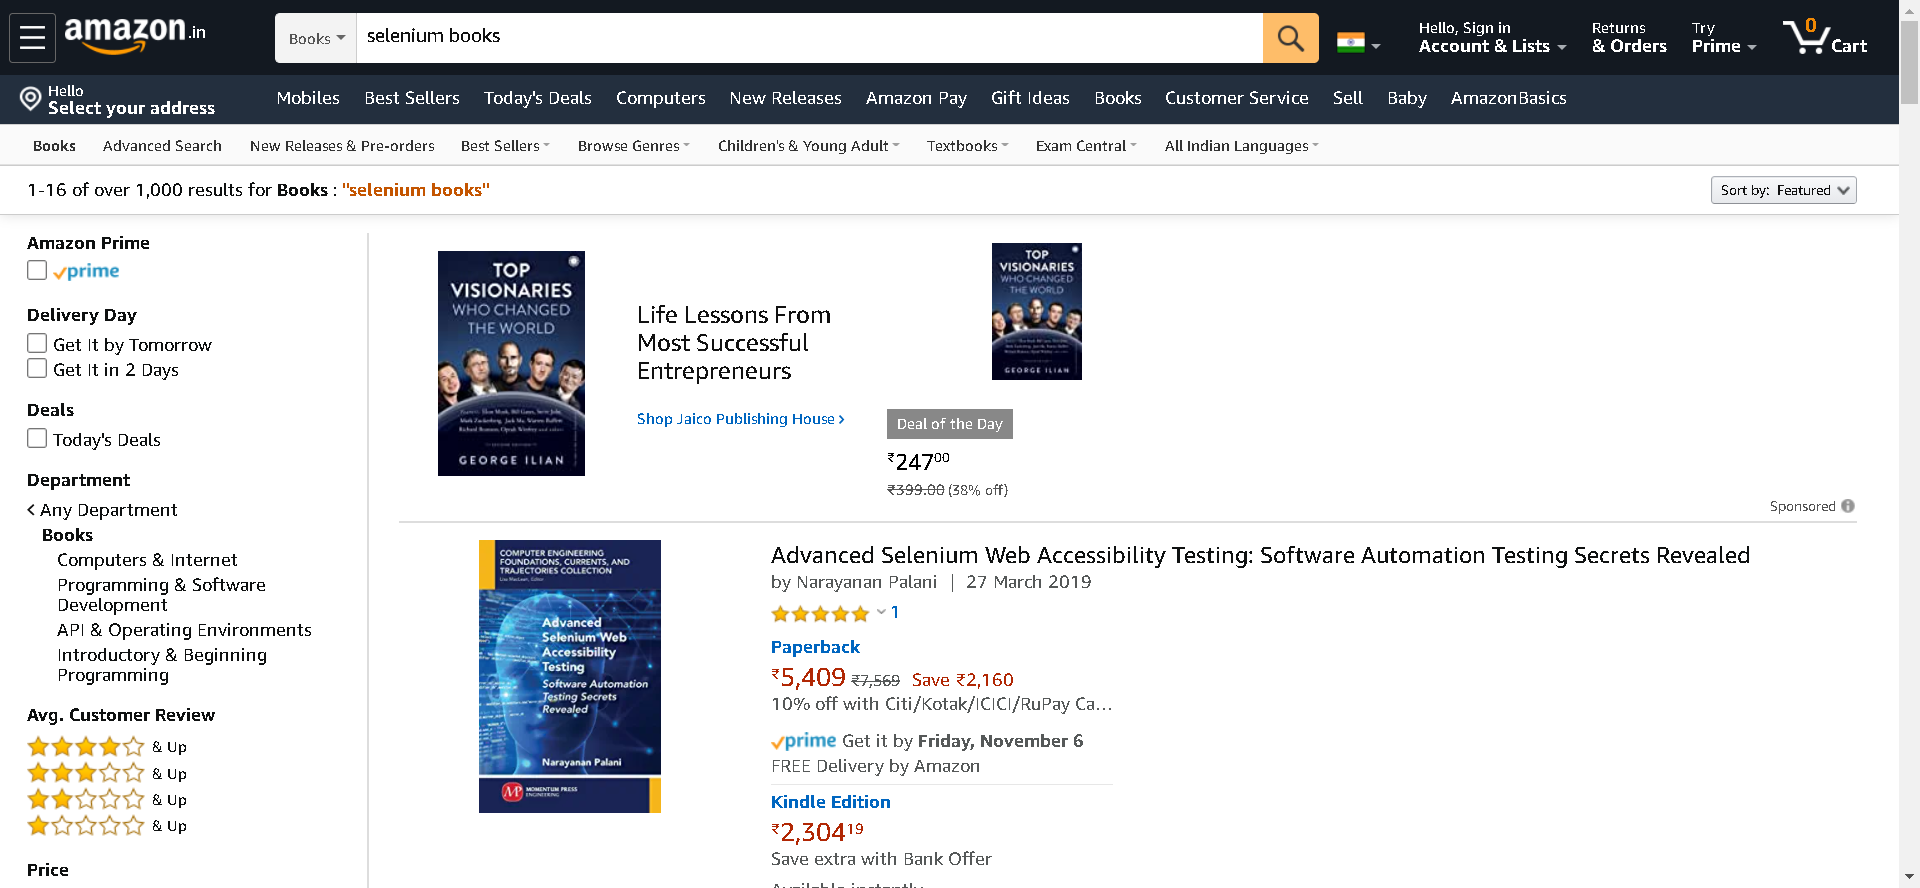 amazon.in
Books
selenium books
Hello, Sign in
Account & Lists
Returns
& Orders
Try
Prime
0
Cart
Hello
Select your address
Mobiles
Best Sellers
Today's Deals
Computers
New Releases
Amazon Pay
Gift Ideas
Books
Customer Service
Sell
Baby
AmazonBasics
Books
Advanced Search
New Releases & Pre-orders
Best Sellers
Browse Genres
Children's & Young Adult
Textbooks
Exam Central
All Indian Languages
1-16 of over 1,000 results for Books : "selenium books"
Sort by: Featured
Amazon Prime
prime
Delivery Day
Get It by Tomorrow
Get It in 2 Days
Deals
Today's Deals
Department
Any Department
Books
Computers & Internet
Programming & Software
Development
API & Operating Environments
Introductory & Beginning
Programming
Avg. Customer Review
& Up
& Up
& Up
& Up
Price
TOP
VISIONARIES
WHO CHANGED
THE WORLD
GEORGE ILIAN
Life Lessons From
Most Successful
Entrepreneurs
Shop Jaico Publishing House
TOP
VISIONARIES
WHO CHANGED
THE WORLD
GEORGE ILIAN
Deal of the Day
₹24700
₹399.00 (38% off)
Sponsored
COMPUTER ENGINEERING
FOUNDATIONS, CURRENTS, AND
TRAJECTORIES COLLECTION
Advanced
Selenium Web
Accessibility
Testing
Software Automation
Testing Secrets
Revealed
Narayanan Palani
MOMENTUM PRESS
ENGINEERING
Advanced Selenium Web Accessibility Testing: Software Automation Testing Secrets Revealed
by Narayanan Palani | 27 March 2019
1
Paperback
₹5,409 ₹7,569 Save ₹2,160
10% off with Citi/Kotak/ICICI/RuPay Ca...
prime Get it by Friday, November 6
FREE Delivery by Amazon
Kindle Edition
₹2,30419
Save extra with Bank Offer
Available instantly